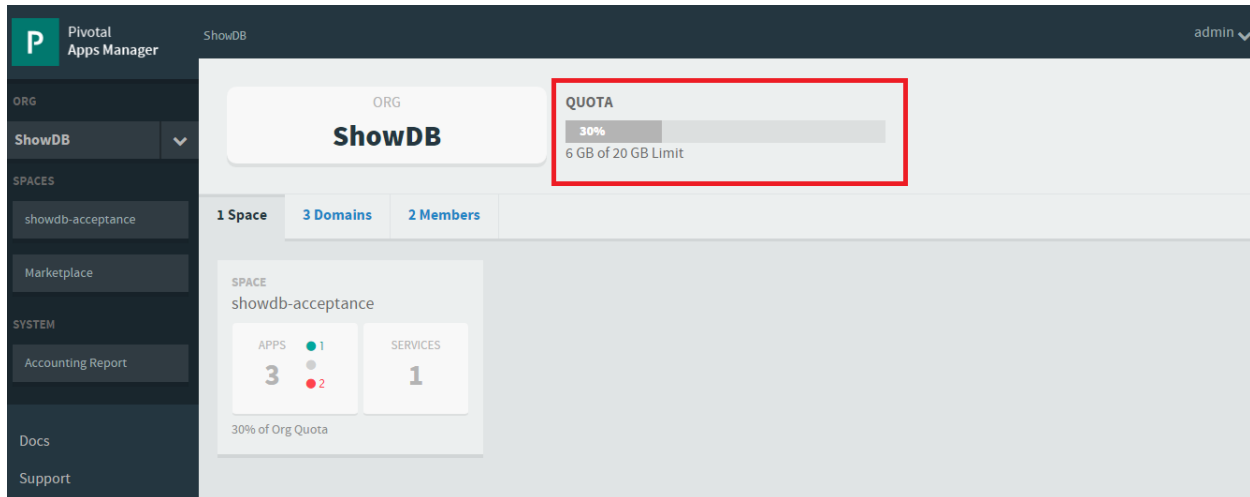 Pivotal
Apps Manager
ShowDB
admin
ORG
ShowDB
SPACES
showdb-acceptance
Marketplace
SYSTEM
Accounting Report
Docs
Support
ORG
ShowDB
QUOTA
30%
6 GB of 20 GB Limit
1 Space 3 Domains 2 Members
SPACE
showdb-acceptance
APPS
3
1
2
SERVICES
1
30% of Org Quota